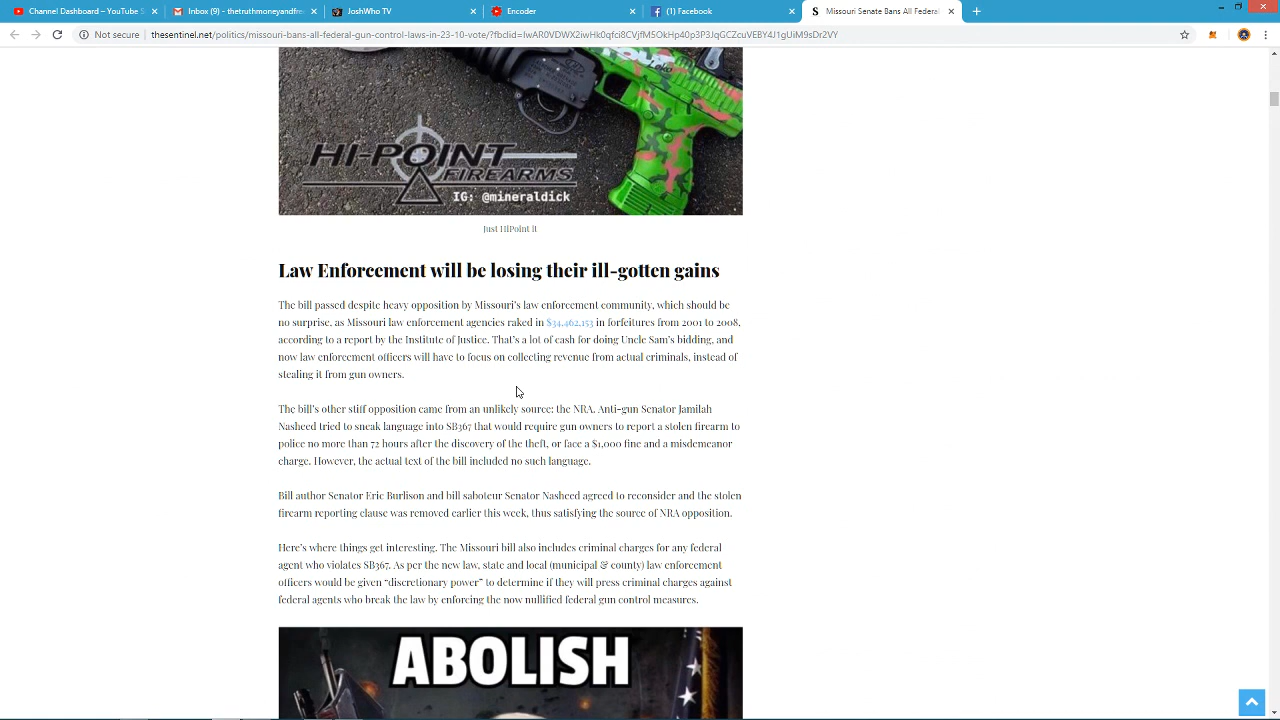 Channel Dashboard - YouTube S
Inbox (9) - thetruthmoneyandfre
JoshWho TV
Encoder
(1) Facebook
Missouri Senate Bans All Federal
Not secure
thesentinel.net/politics/missouri-bans-all-federal-gun-control-laws-in-23-10-vote/?fbclid=
HI-POINT
FIREARMS
IG: @mineraldick
Just HiPoint It
Law Enforcement will be losing their ill-gotten gains
The bill passed despite heavy opposition by Missouri's law enforcement community, which should be
no surprise, as Missouri law enforcement agencies raked in $34,462,153 in forfeitures from 2001 to 2008,
according to a report by the Institute of Justice. That's a lot of cash for doing Uncle Sam's bidding, and
now law enforcement officers will have to focus on collecting revenue from actual criminals, instead of
stealing it from gun owners.
The bill's other stiff opposition came from an unlikely source: the NRA. Anti-gun Senator Jamilah
Nasheed tried to sneak language into SB367 that would require gun owners to report a stolen firearm to
police no more than 72 hours after the discovery of the theft, or face a $1,000 fine and a misdemeanor
charge. However, the actual text of the bill included no such language.
Bill author Senator Eric Burlison and bill saboteur Senator Nasheed agreed to reconsider and the stolen
firearm reporting clause was removed earlier this week, thus satisfying the source of NRA opposition.
Here's where things get interesting. The Missouri bill also includes criminal charges for any federal
agent who violates SB367. As per the new law, state and local (municipal & county) law enforcement
officers would be given "discretionary power" to determine if they will press criminal charges against
federal agents who break the law by enforcing the now nullified federal gun control measures.
ABOLISH